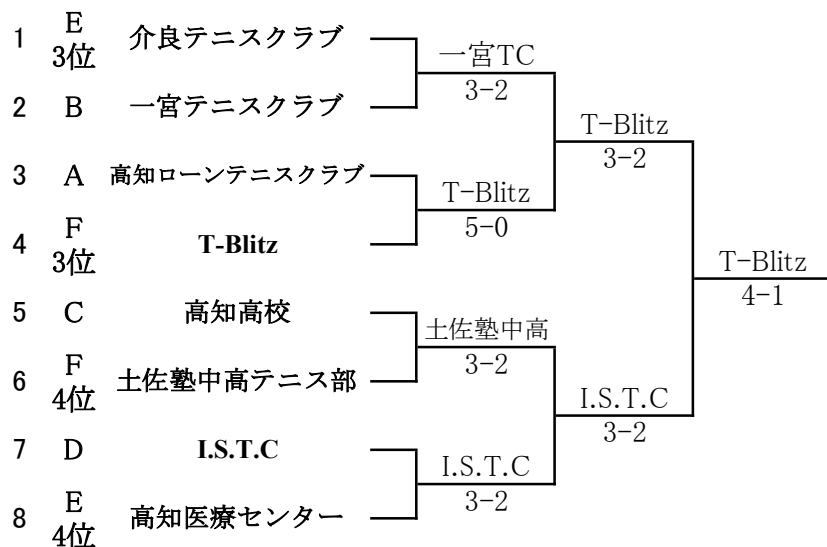 1 E 3位 介良テニスクラブ
2 B 一宮テニスクラブ
3 A 高知ローンテニスクラブ
4 F 3位 T-Blitz
5 C 高知高校
6 F 4位 土佐塾中高テニス部
7 D I.S.T.C
8 E 4位 高知医療センター
一宮TC
3-2
T-Blitz
5-0
土佐塾中高
3-2
I.S.T.C
3-2
T-Blitz
3-2
I.S.T.C
3-2
T-Blitz
4-1